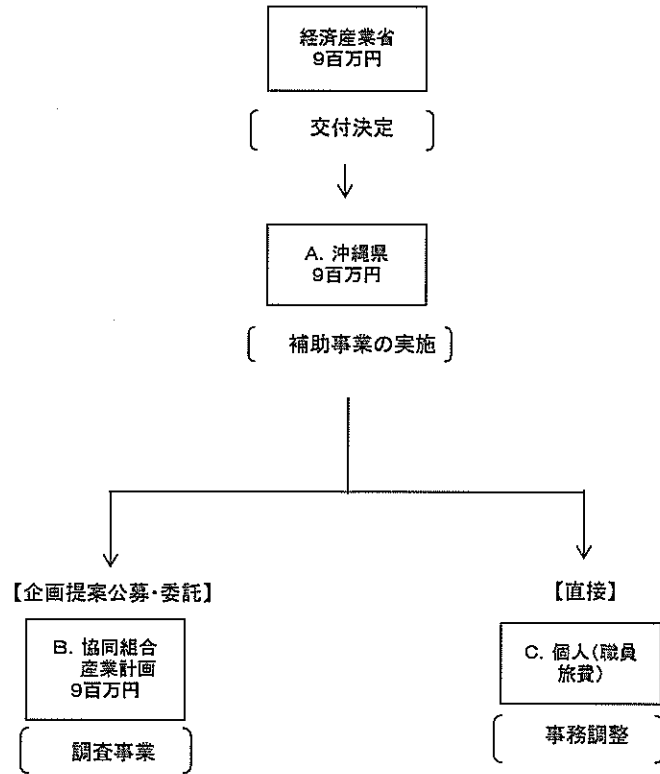 経済産業省
9百万円
交付決定
A. 沖縄県
9百万円
補助事業の実施
【企画提案公募・委託】
B. 協同組合
産業計画
9百万円
調査事業
【直接】
C. 個人(職員
旅費)
事務調整